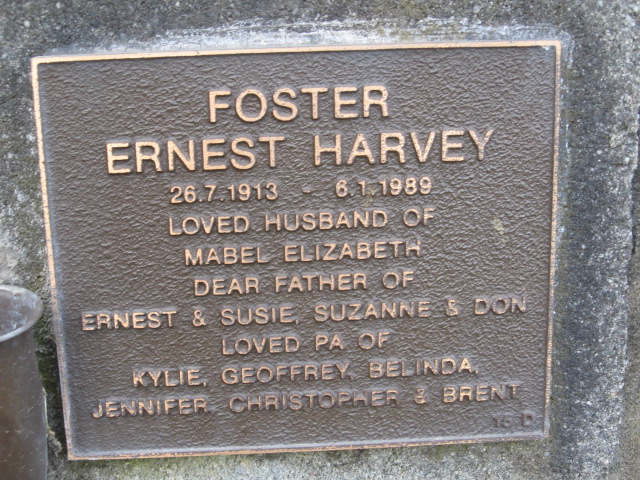 FOSTER
ERNEST HARVEY
26.7.1913 - 6.1.1989
LOVED HUSBAND OF
MABEL ELIZABETH
DEAR FATHER OF
ERNEST & SUSIE, SUZANNE & DON
LOVED PA OF
KYLIE, GEOFFREY, BELINDA,
JENNIFER, CHRISTOPHER & BRENT